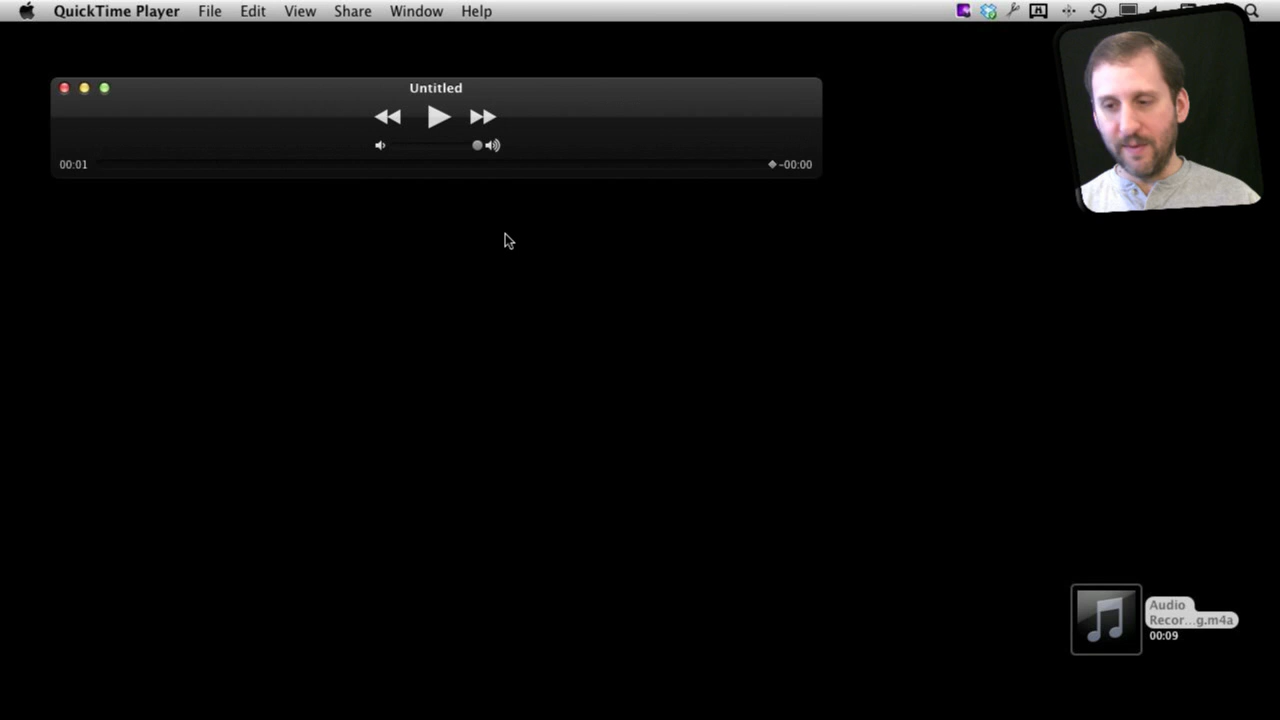 QuickTime Player File Edit View Share Window Help
Untitled
00:01
-00:00
Audio
Recor...g.m4a
00:09